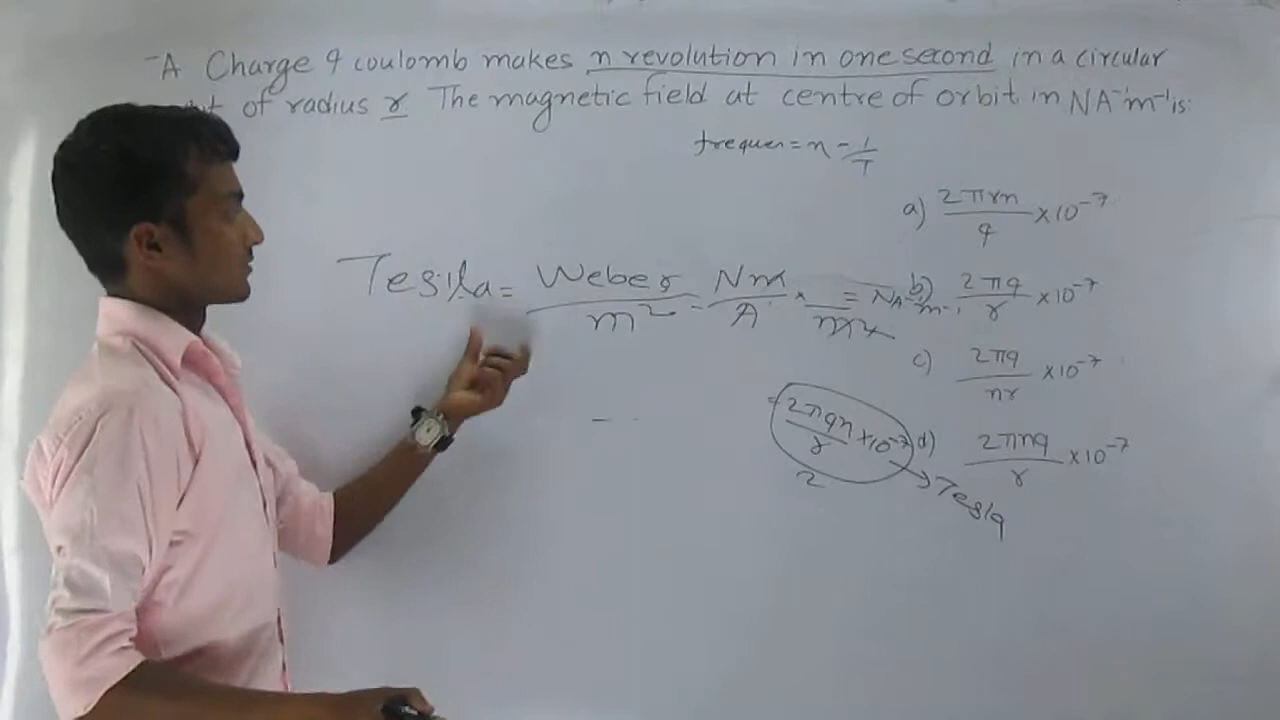 A Charge q coulomb makes n revolution in one second in a circular
of radius r The magnetic field at centre of orbit in NA⁻¹m⁻¹ is:
frequen = n = 1/T
a) 2πrn/q ×10⁻⁷
Tesla = Weber/m² = Nm/A × /m² = NA⁻¹m⁻¹
b) 2πq/r ×10⁻⁷
c) 2πq/nr ×10⁻⁷
= 2πqn/r ×10⁻⁷ → Tesla
2
d) 2πnq/r ×10⁻⁷